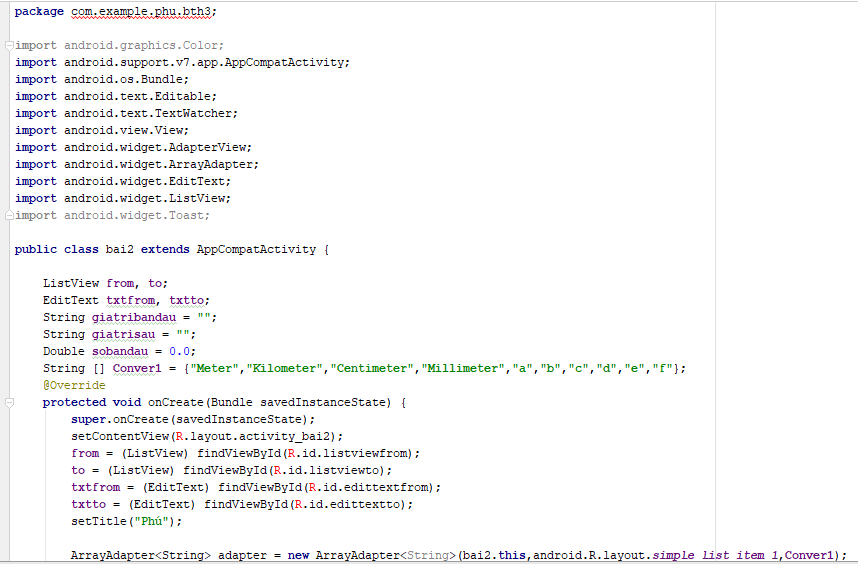 package com.example.phu.bth3;
import android.graphics.Color;
import android.support.v7.app.AppCompatActivity;
import android.os.Bundle;
import android.text.Editable;
import android.text.TextWatcher;
import android.view.View;
import android.widget.AdapterView;
import android.widget.ArrayAdapter;
import android.widget.EditText;
import android.widget.ListView;
import android.widget.Toast;
public class bai2 extends AppCompatActivity {
ListView from, to;
EditText txtfrom, txtto;
String giatribandau = "";
String giatrisau = "";
Double sobandau = 0.0;
String [] Conver1 = {"Meter","Kilometer","Centimeter","Millimeter","a","b","c","d","e","f"};
@Override
protected void onCreate(Bundle savedInstanceState) {
super.onCreate(savedInstanceState);
setContentView(R.layout.activity_bai2);
from = (ListView) findViewById(R.id.listviewfrom);
to = (ListView) findViewById(R.id.listviewto);
txtfrom = (EditText) findViewById(R.id.edittextfrom);
txtto = (EditText) findViewById(R.id.edittextto);
setTitle("Phú");
ArrayAdapter<String> adapter = new ArrayAdapter<String>(bai2.this,android.R.layout.simple_list_item_1,Conver1);